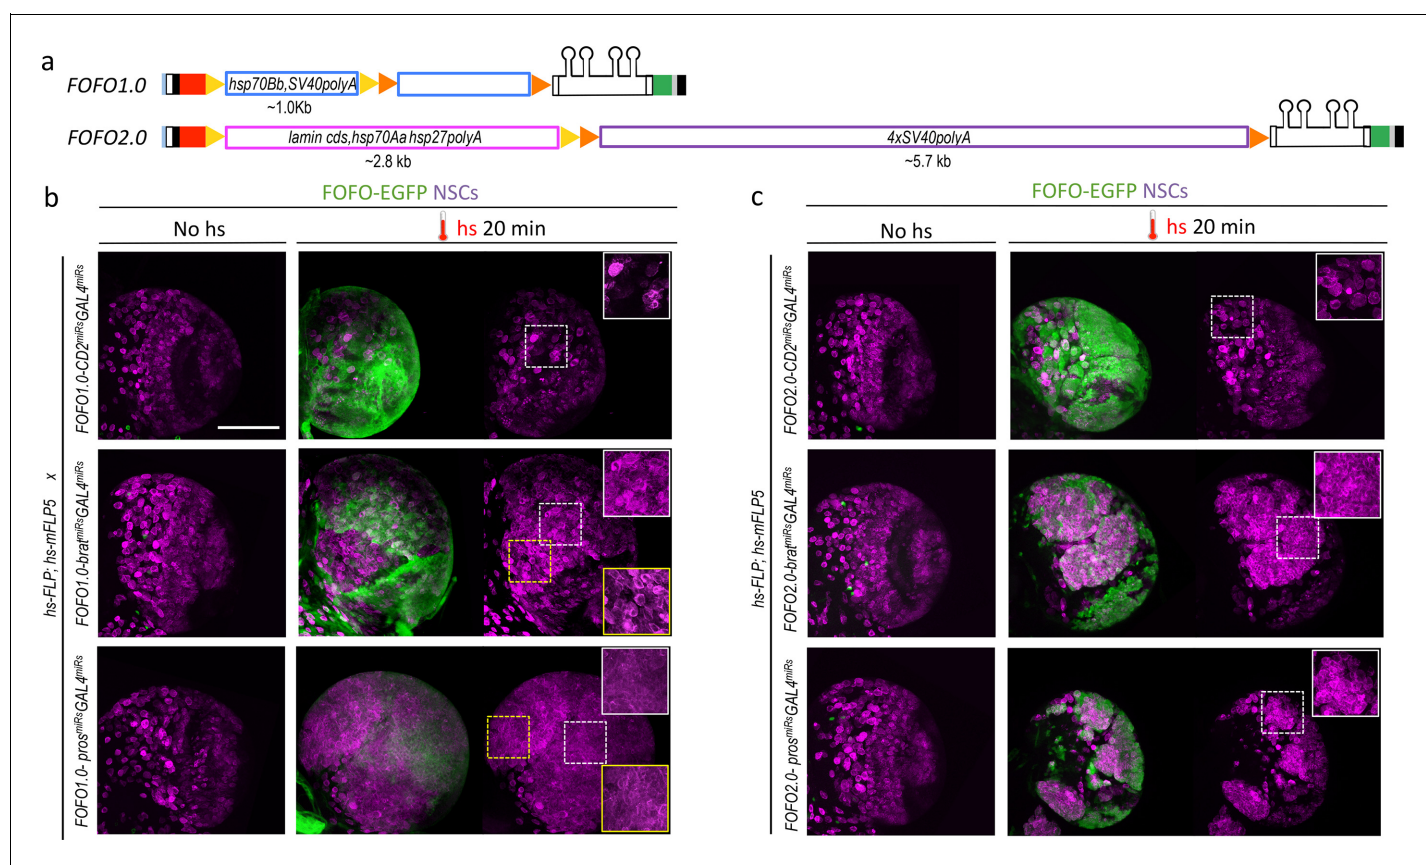 a
FOFO1.0
hsp70Bb,SV40polyA
~1.0Kb
FOFO2.0
lamin cds,hsp70Aa hsp27polyA
4xSV40polyA
~2.8 kb
~5.7 kb
b
FOFO-EGFP NSCs
No hs
hs 20 min
hs-FLP; hs-mFLP5 x
FOFO1.0-CD2miRsGAL4miRs
FOFO1.0-bratmiRsGAL4miRs
FOFO1.0- prosmiRsGAL4miRs
c
FOFO-EGFP NSCs
No hs
hs 20 min
hs-FLP; hs-mFLP5 x
FOFO2.0-CD2miRsGAL4miRs
FOFO2.0-bratmiRsGAL4miRs
FOFO2.0- prosmiRsGAL4miRs